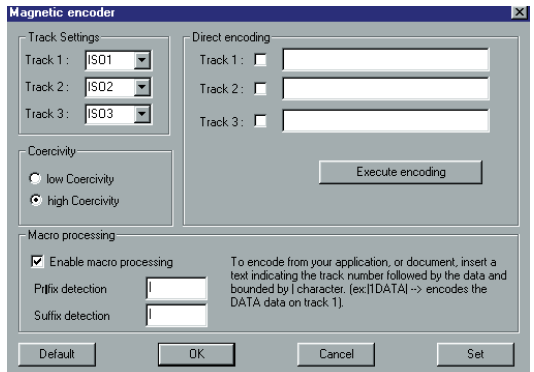 Magnetic encoder
Track Settings
Track 1 : ISO1
Track 2 : ISO2
Track 3 : ISO3
Direct encoding
Track 1 :
Track 2 :
Track 3 :
Execute encoding
Coercivity
low Coercivity
high Coercivity
Macro processing
Enable macro processing
Prifix detection |
Suffix detection |
To encode from your application, or document, insert a
text indicating the track number followed by the data and
bounded by | character. (ex:|1DATA| --> encodes the
DATA data on track 1).
Default
OK
Cancel
Set